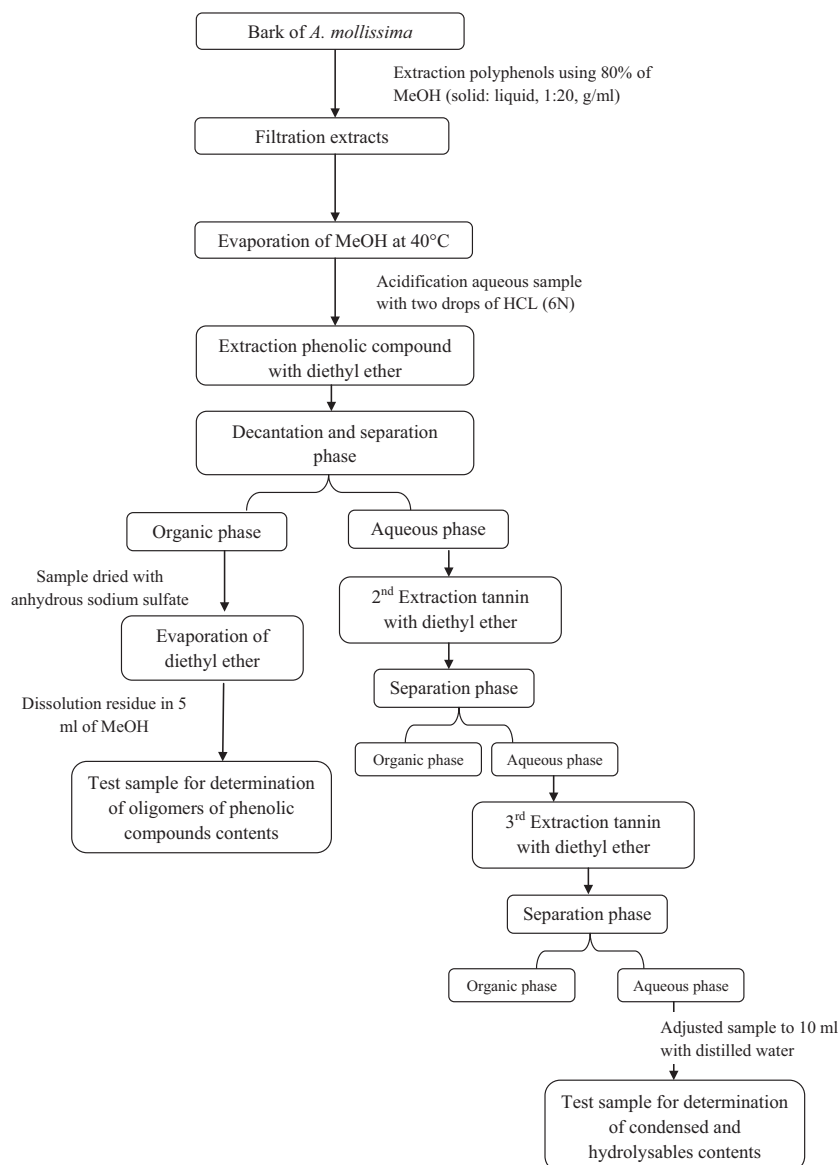 Bark of A. mollissima
Extraction polyphenols using 80% of
MeOH (solid: liquid, 1:20, g/ml)
Filtration extracts
Evaporation of MeOH at 40°C
Acidification aqueous sample
with two drops of HCL (6N)
Extraction phenolic compound
with diethyl ether
Decantation and separation
phase
Organic phase
Aqueous phase
Sample dried with
anhydrous sodium sulfate
2nd Extraction tannin
with diethyl ether
Evaporation of
diethyl ether
Separation phase
Dissolution residue in 5
ml of MeOH
Organic phase
Aqueous phase
Test sample for determination
of oligomers of phenolic
compounds contents
3rd Extraction tannin
with diethyl ether
Separation phase
Organic phase
Aqueous phase
Adjusted sample to 10 ml
with distilled water
Test sample for determination
of condensed and
hydrolysables contents